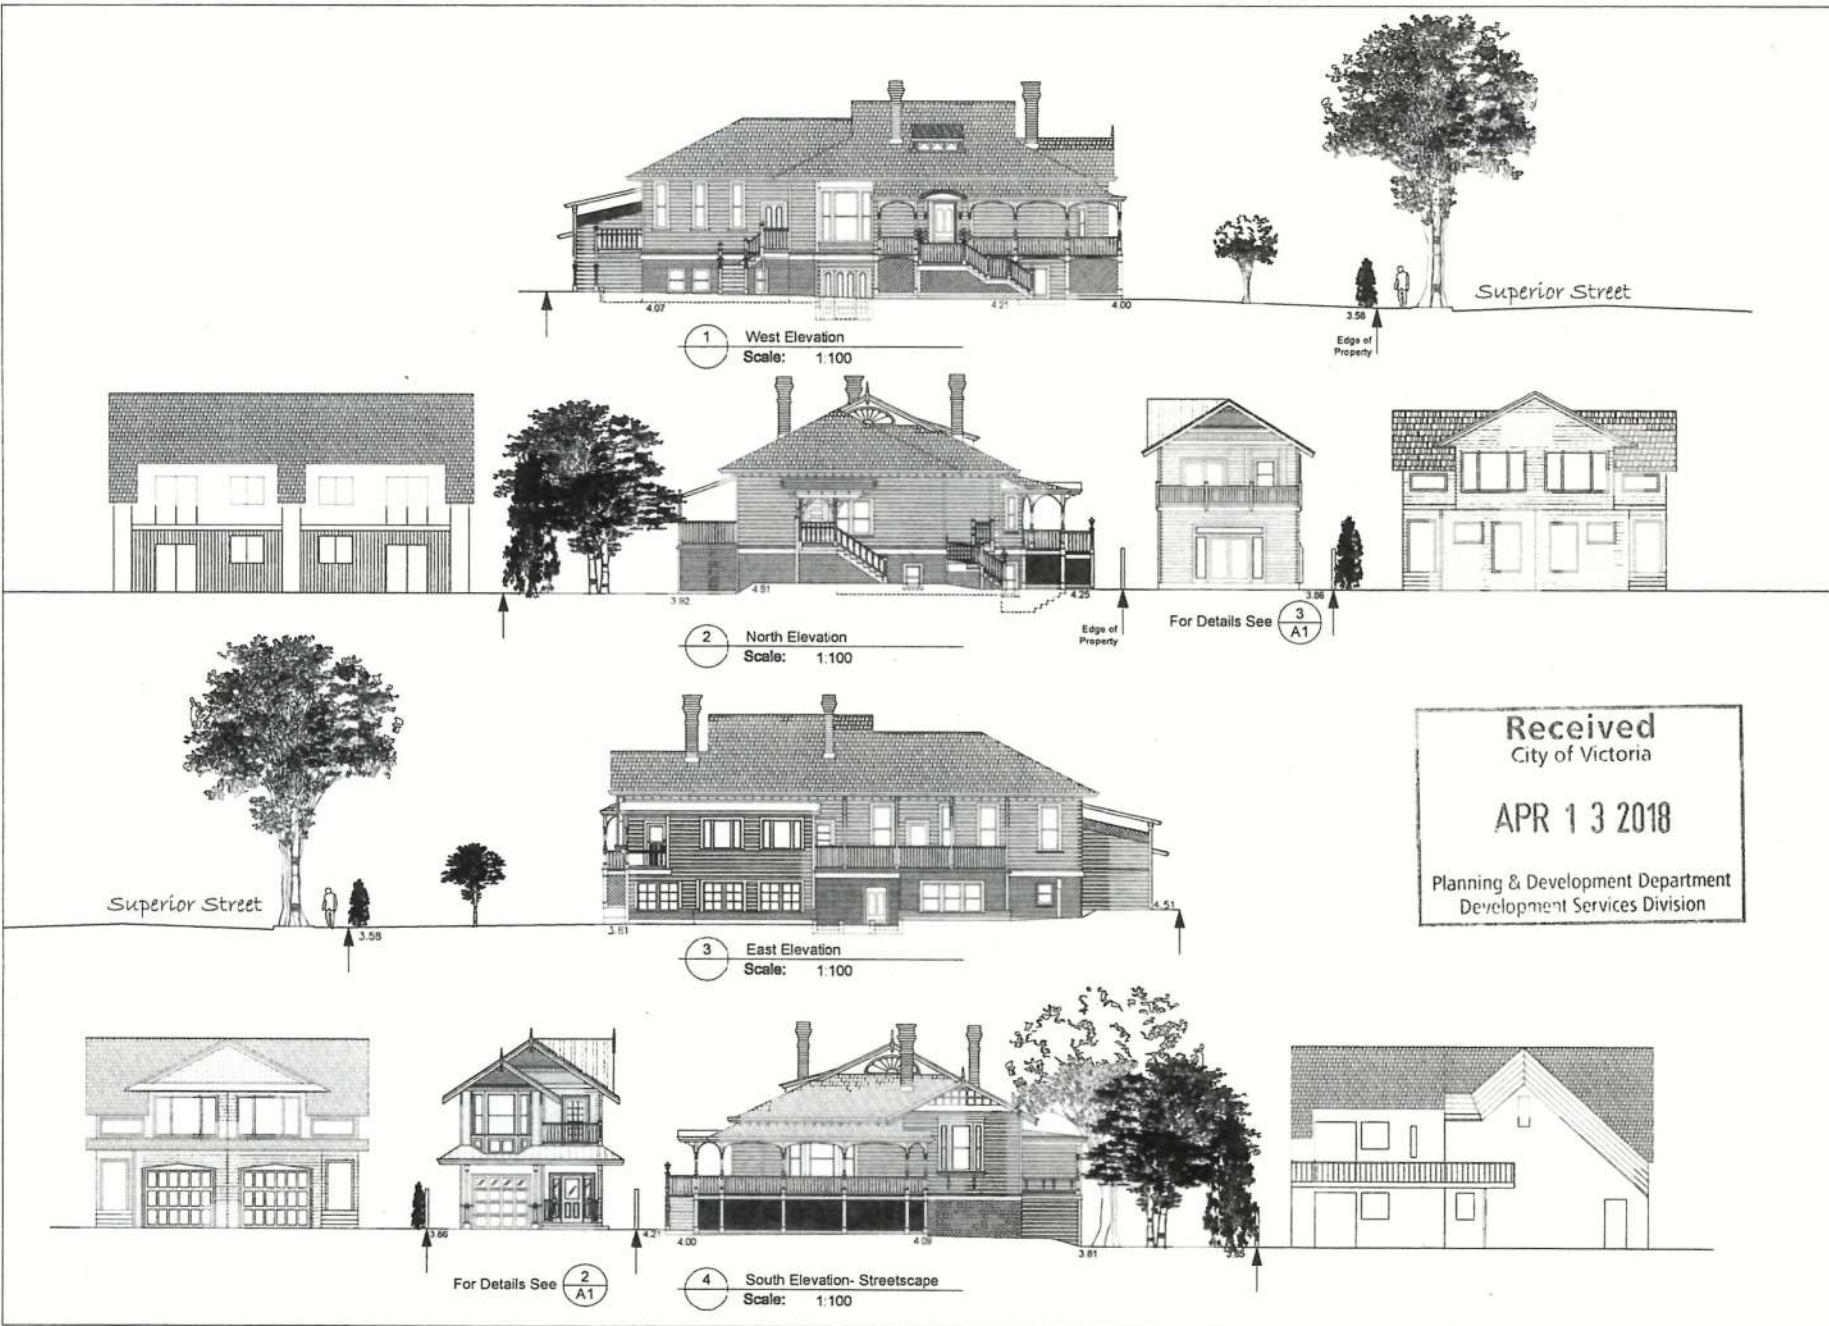 Superior Street
4.07
4.21
4.00
3.58
Edge of
Property
1
West Elevation
Scale: 1:100
3.92
4.51
4.25
3.86
Edge of
Property
For Details See
3
A1
2
North Elevation
Scale: 1:100
Received
City of Victoria
APR 13 2018
Planning & Development Department
Development Services Division
Superior Street
3.58
3.81
4.51
3
East Elevation
Scale: 1:100
3.86
4.21
4.00
4.09
3.81
For Details See
2
A1
4
South Elevation- Streetscape
Scale: 1:100